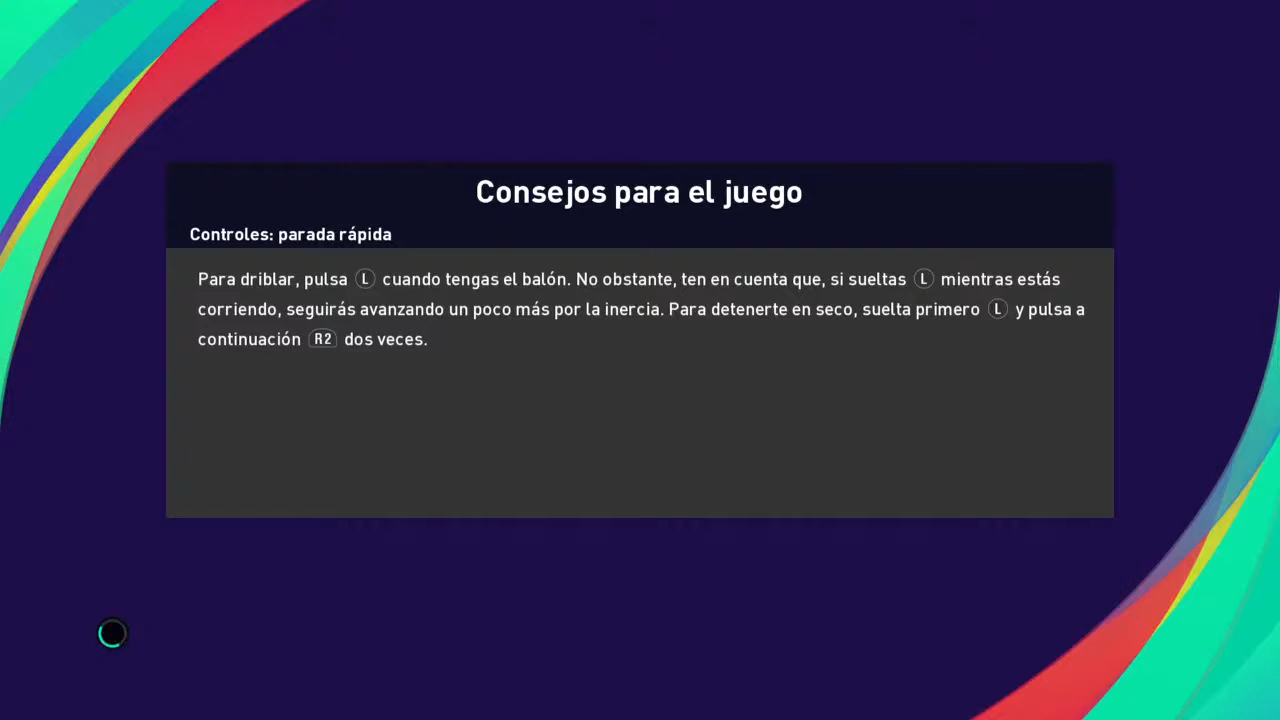 Consejos para el juego
Controles: parada rápida
Para driblar, pulsa L cuando tengas el balón. No obstante, ten en cuenta que, si sueltas L mientras estás
corriendo, seguirás avanzando un poco más por la inercia. Para detenerte en seco, suelta primero L y pulsa a
continuación R2 dos veces.